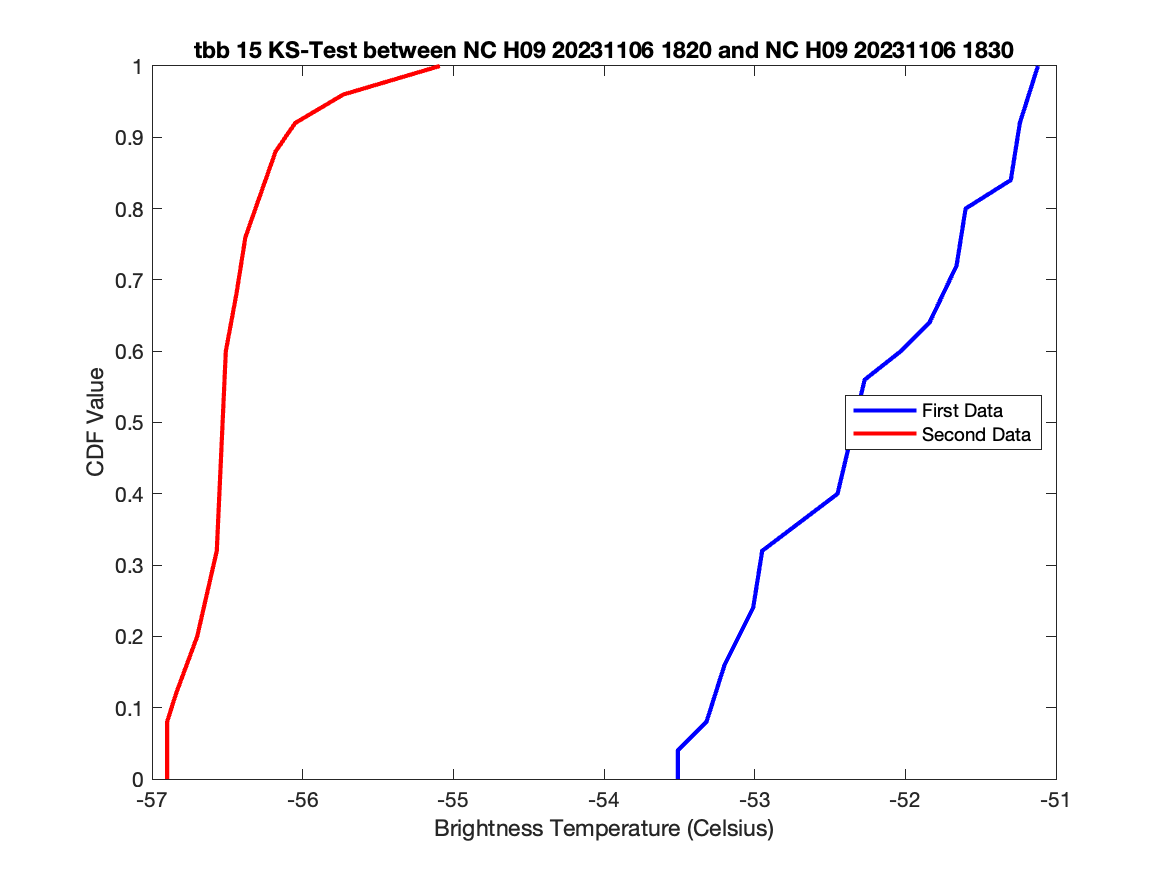 tbb 15 KS-Test between NC H09 20231106 1820 and NC H09 20231106 1830
1
0.9
0.8
0.7
0.6
0.5
0.4
0.3
0.2
0.1
0
CDF Value
First Data
Second Data
-57 -56 -55 -54 -53 -52 -51
Brightness Temperature (Celsius)